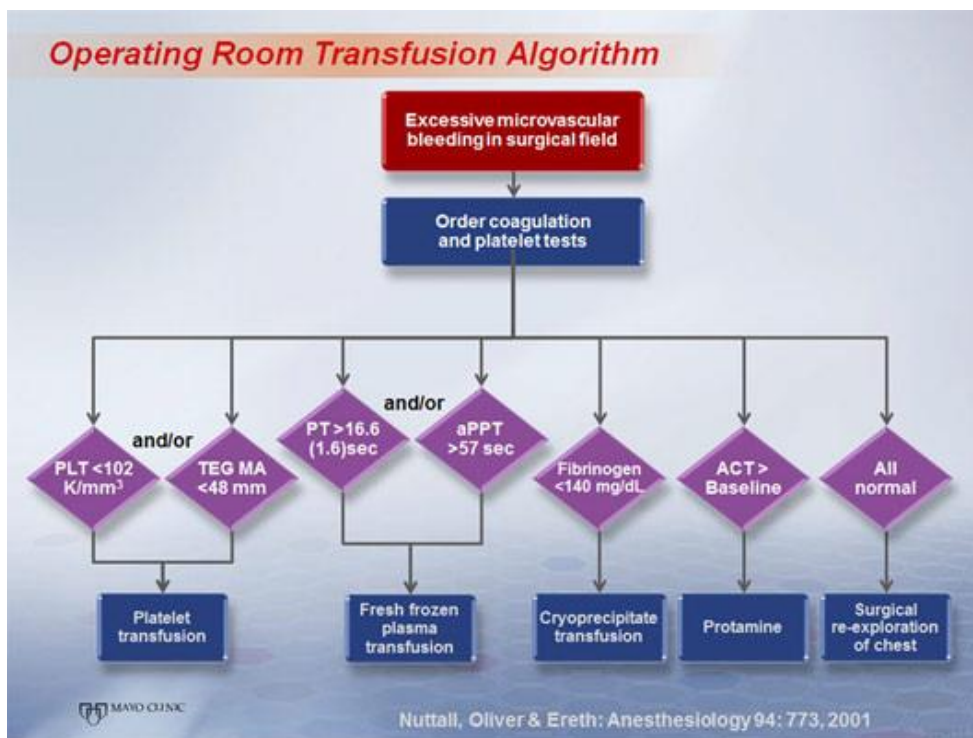 Operating Room Transfusion Algorithm
Excessive microvascular
bleeding in surgical field
Order coagulation
and platelet tests
PLT <102
K/mm³
and/or
TEG MA
<48 mm
PT >16.6
(1.6)sec
and/or
aPPT
>57 sec
Fibrinogen
<140 mg/dL
ACT >
Baseline
All
normal
Platelet
transfusion
Fresh frozen
plasma
transfusion
Cryoprecipitate
transfusion
Protamine
Surgical
re-exploration
of chest
MAYO CLINIC
Nuttall, Oliver & Ereth: Anesthesiology 94: 773, 2001